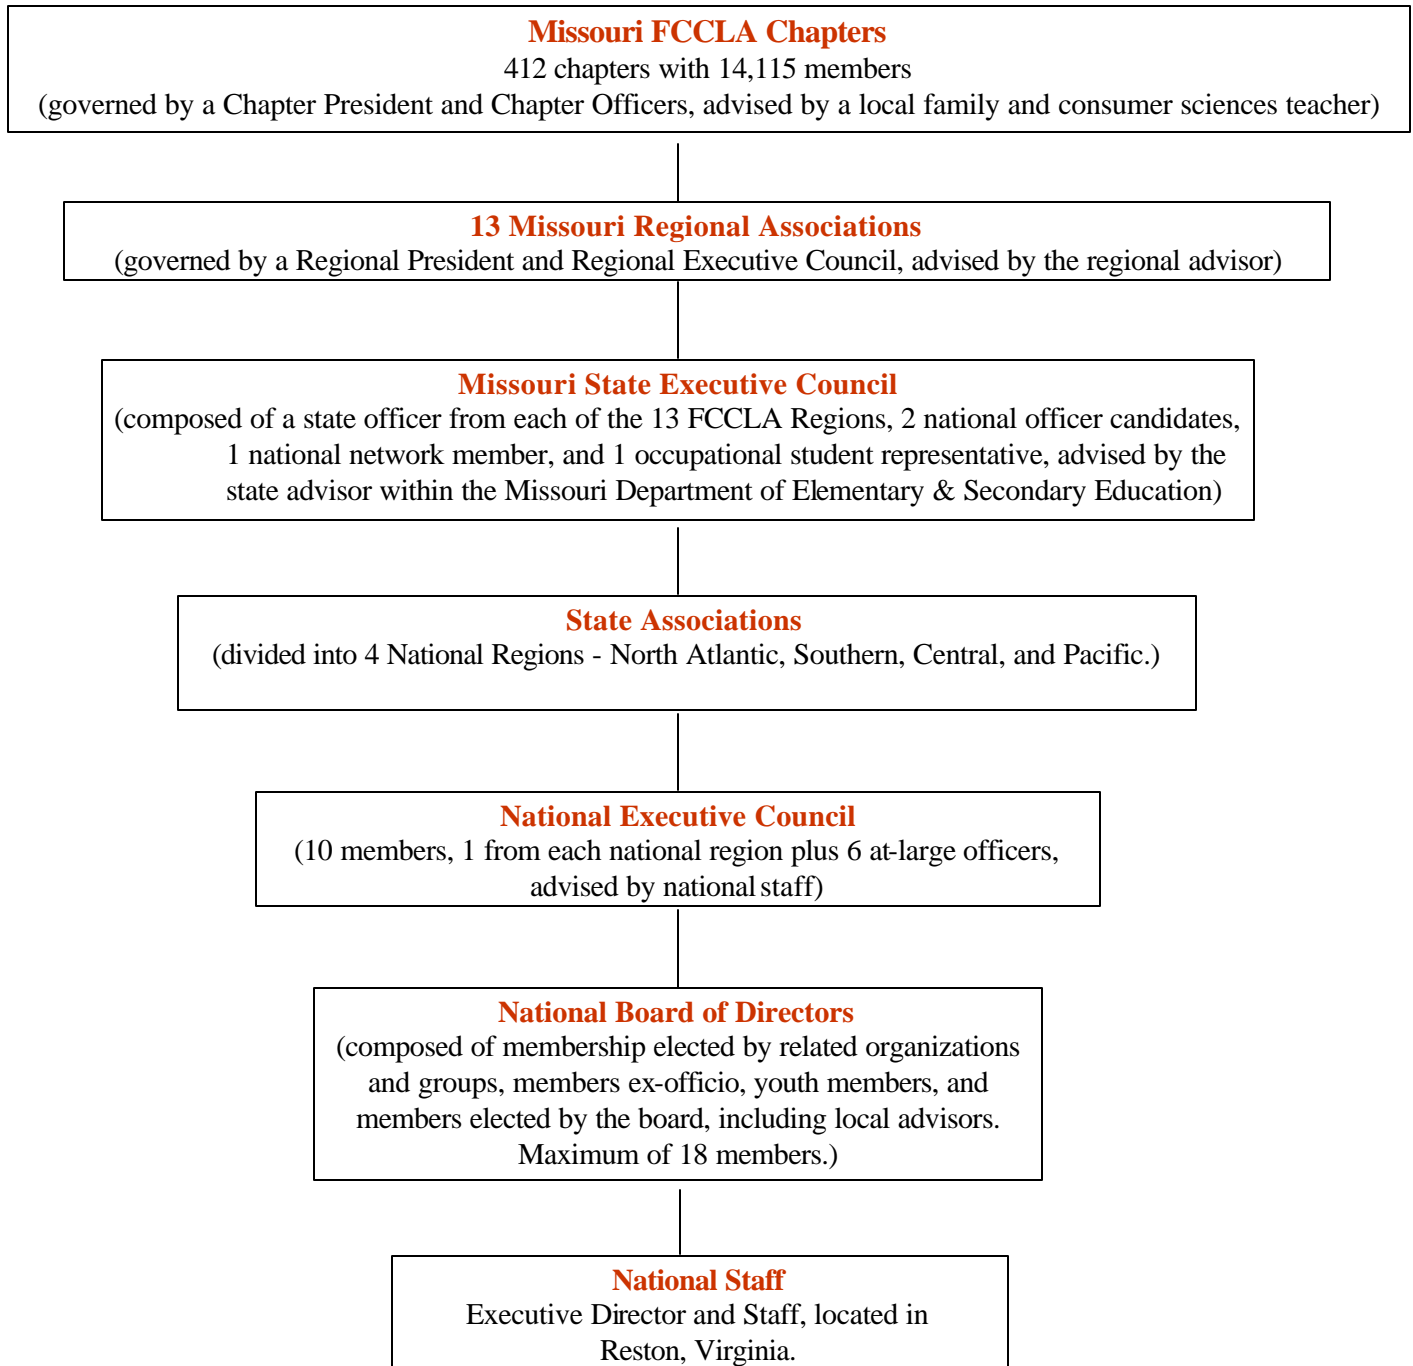 Missouri FCCLA Chapters
412 chapters with 14,115 members
(governed by a Chapter President and Chapter Officers, advised by a local family and consumer sciences teacher)
13 Missouri Regional Associations
(governed by a Regional President and Regional Executive Council, advised by the regional advisor)
Missouri State Executive Council
(composed of a state officer from each of the 13 FCCLA Regions, 2 national officer candidates,
1 national network member, and 1 occupational student representative, advised by the
state advisor within the Missouri Department of Elementary & Secondary Education)
State Associations
(divided into 4 National Regions - North Atlantic, Southern, Central, and Pacific.)
National Executive Council
(10 members, 1 from each national region plus 6 at-large officers,
advised by national staff)
National Board of Directors
(composed of membership elected by related organizations
and groups, members ex-officio, youth members, and
members elected by the board, including local advisors.
Maximum of 18 members.)
National Staff
Executive Director and Staff, located in
Reston, Virginia.